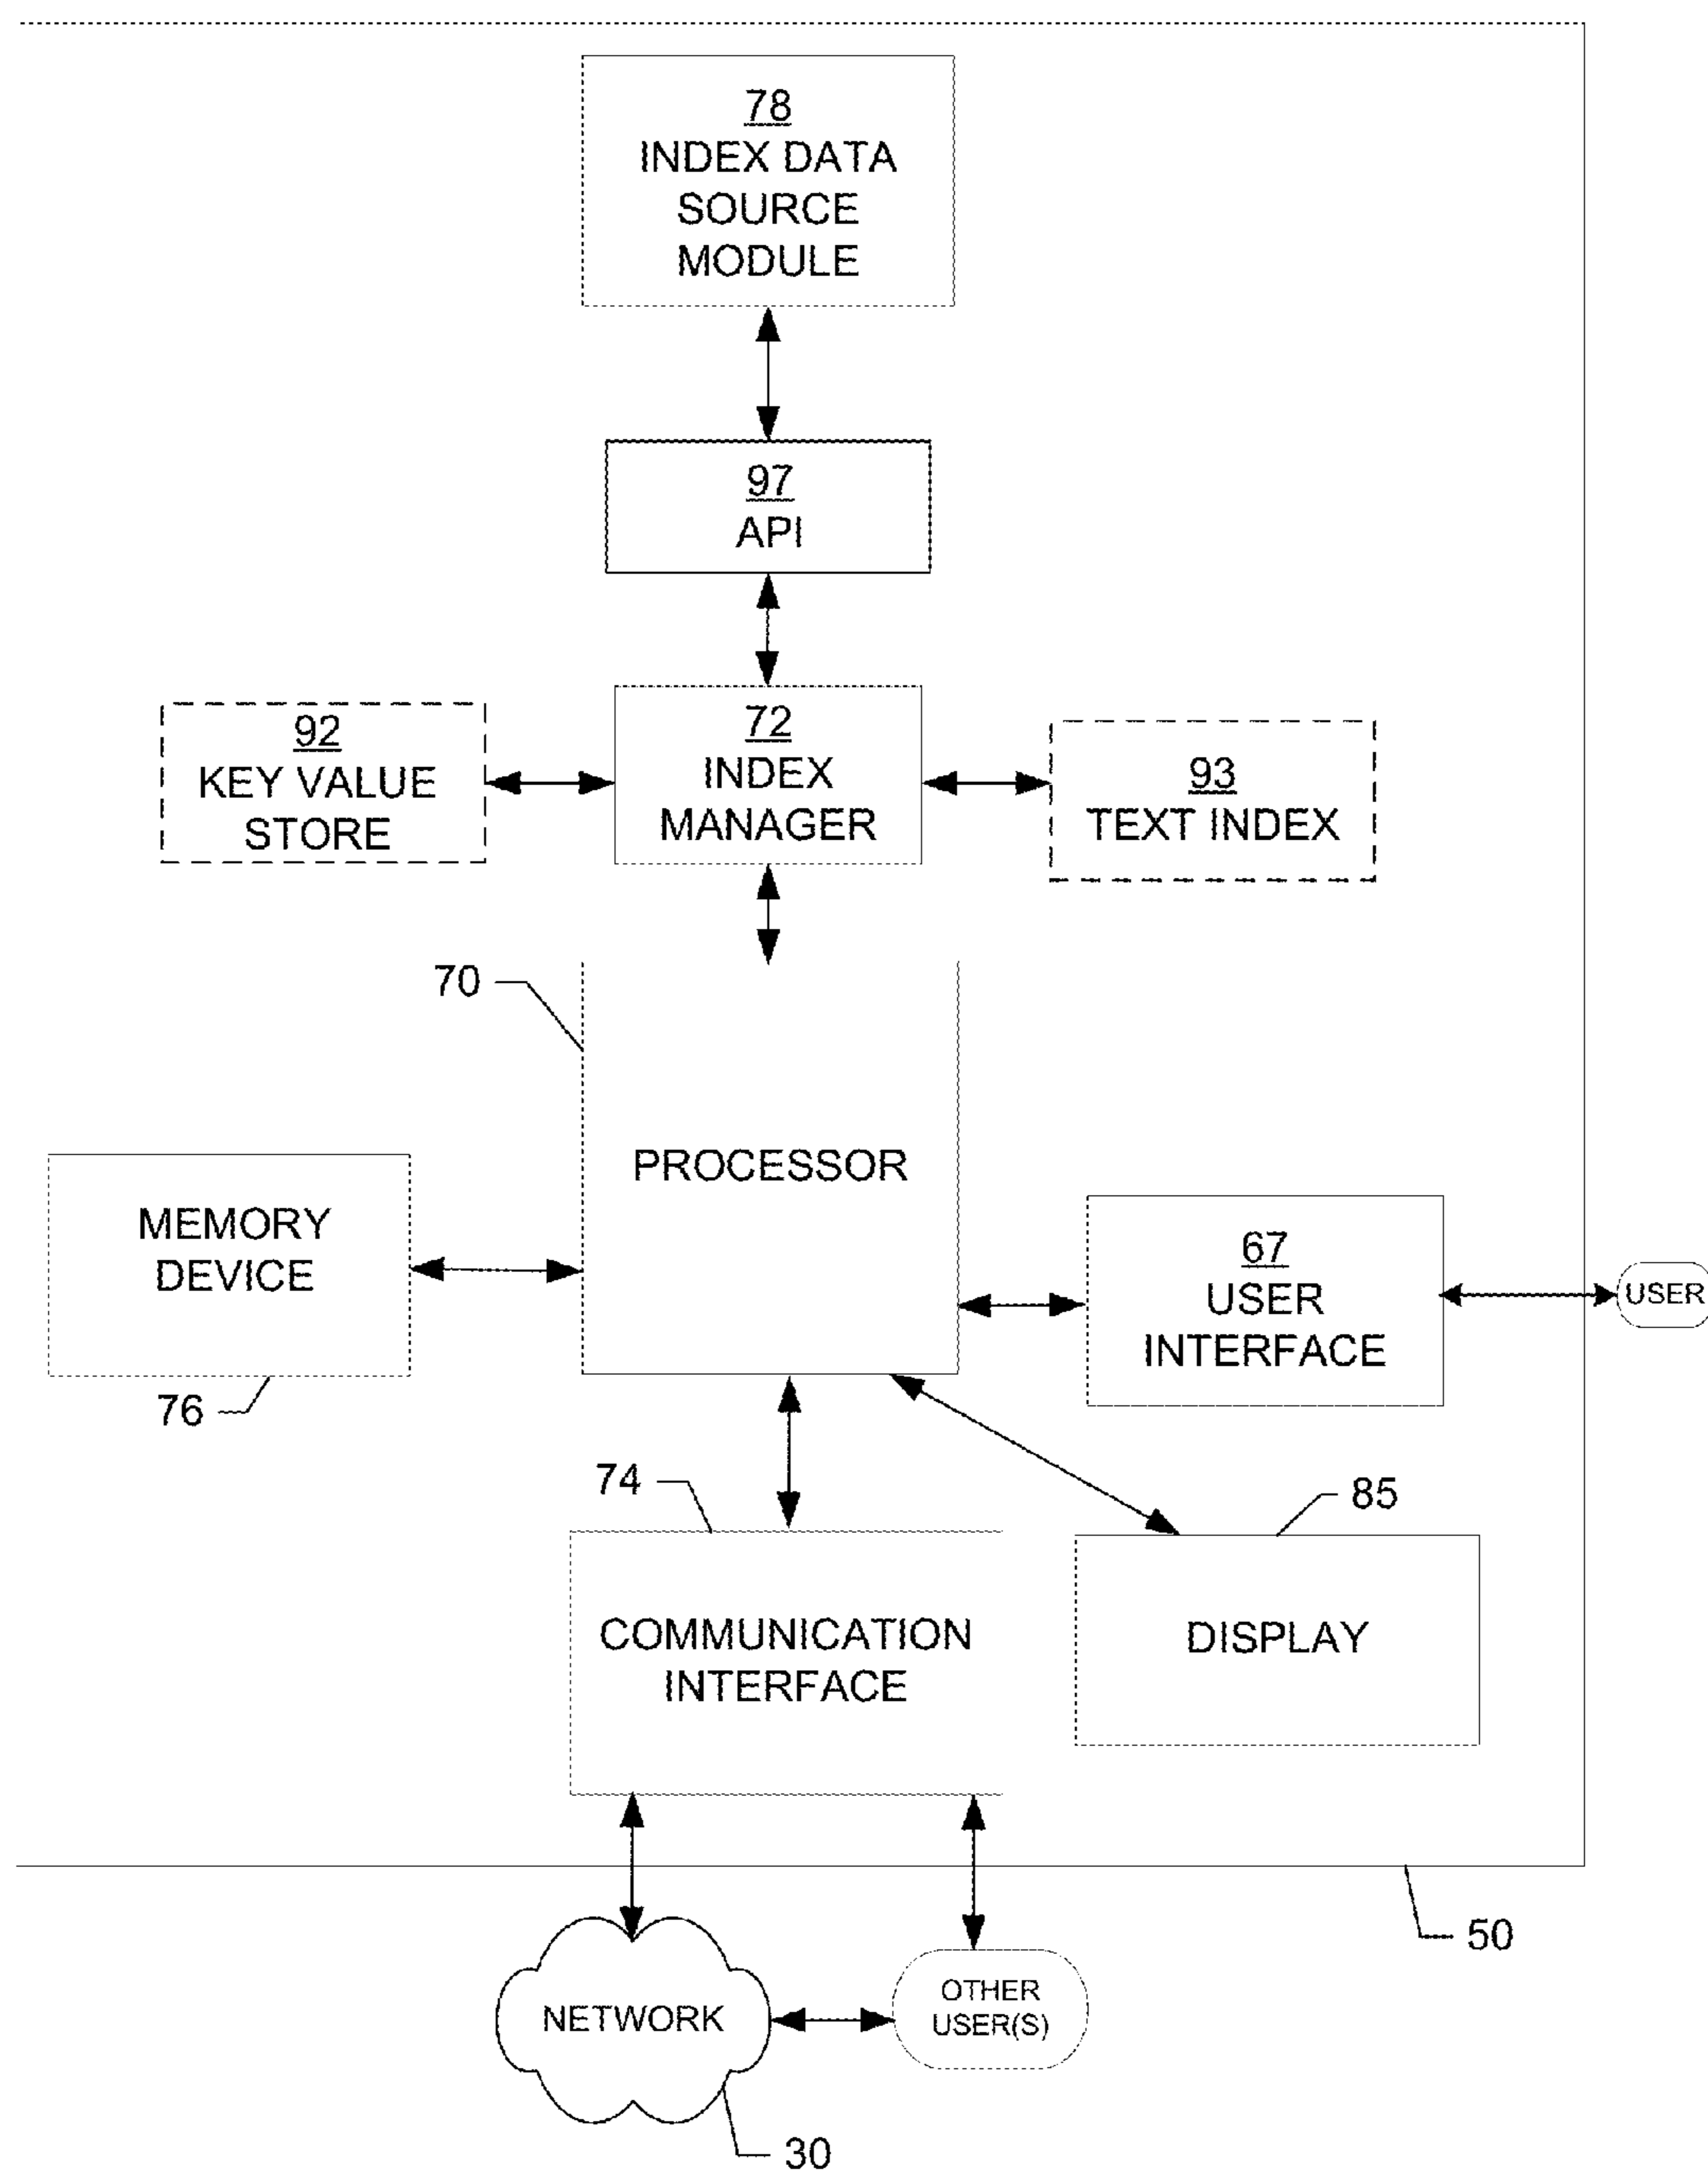 78
INDEX DATA
SOURCE
MODULE
97
API
92
KEY VALUE
STORE
72
INDEX
MANAGER
93
TEXT INDEX
70
PROCESSOR
MEMORY
DEVICE
76
67
USER
INTERFACE
USER
74
COMMUNICATION
INTERFACE
85
DISPLAY
50
NETWORK
OTHER
USER(S)
30